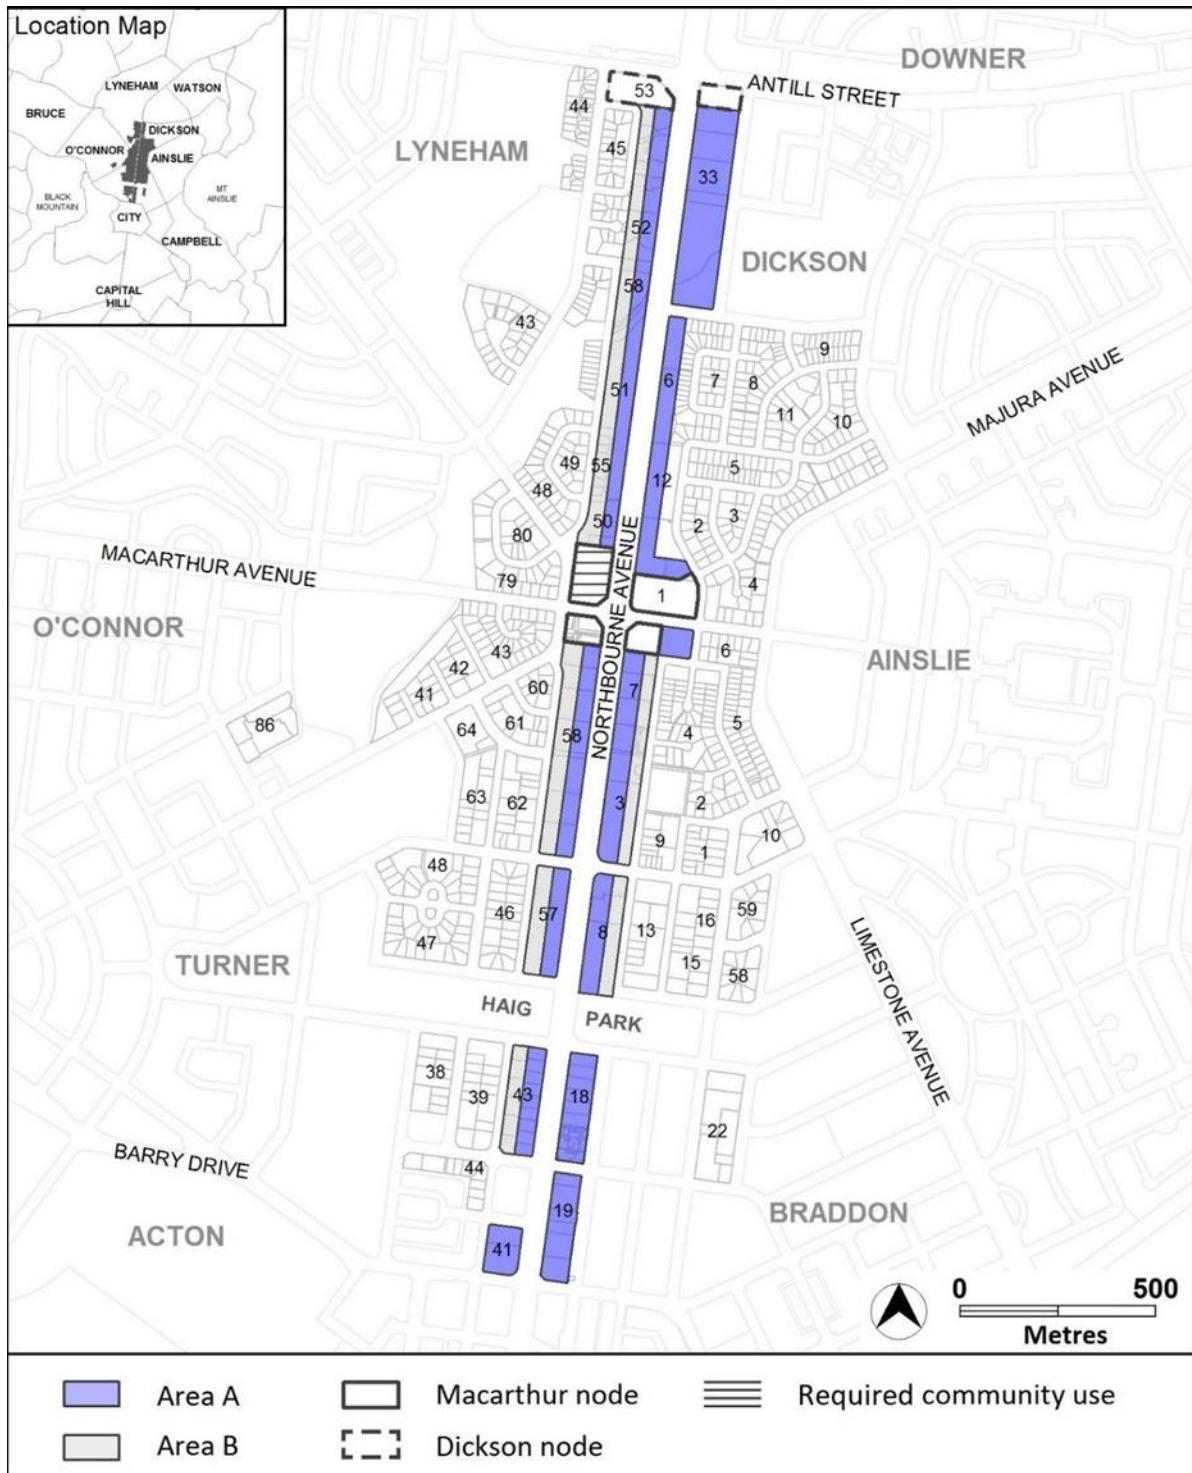 Location Map
LYNEHAM
WATSON
BRUCE
DICKSON
O'CONNOR
AINSLIE
BLACK
MOUNTAIN
MT
AINSLIE
CITY
CAMPBELL
CAPITAL
HILL
DOWNER
ANTILL STREET
53
44
LYNEHAM
45
33
52
DICKSON
58
43
9
6
7
8
51
11
10
MAJURA AVENUE
49
55
5
12
48
50
2
3
80
MACARTHUR AVENUE
79
4
1
NORTHBOURNE AVENUE
O'CONNOR
43
6
AINSLIE
42
7
41
60
86
61
64
58
4
5
63
62
3
2
9
1
10
48
46
57
8
13
16
59
47
15
58
TURNER
LIMESTONE AVENUE
HAIG
PARK
38
39
43
18
22
BARRY DRIVE
44
19
BRADDON
ACTON
41
0
500
Metres
Area A
Macarthur node
Required community use
Area B
Dickson node